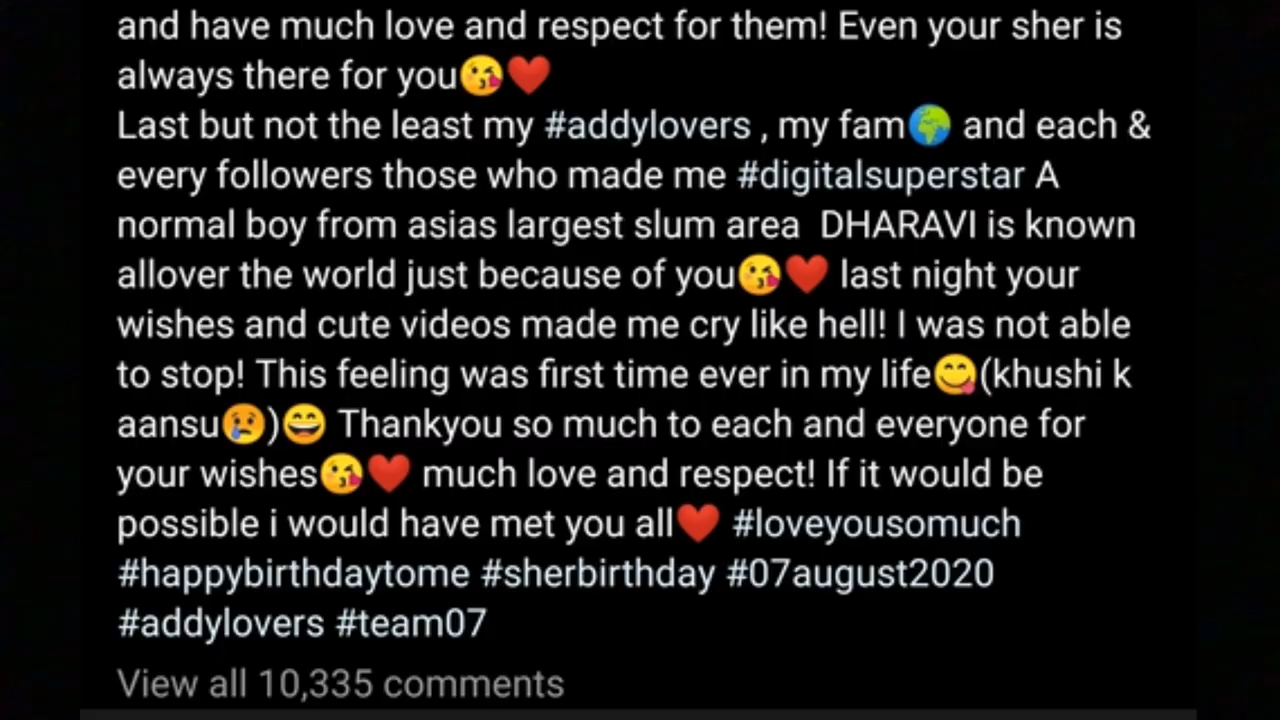 and have much love and respect for them! Even your sher is
always there for you😘❤️
Last but not the least my #addylovers , my fam🌍 and each &
every followers those who made me #digitalsuperstar A
normal boy from asias largest slum area  DHARAVI is known
allover the world just because of you😘❤️ last night your
wishes and cute videos made me cry like hell! I was not able
to stop! This feeling was first time ever in my life😋(khushi k
aansu😢)😄 Thankyou so much to each and everyone for
your wishes😘❤️ much love and respect! If it would be
possible i would have met you all❤️ #loveyousomuch
#happybirthdaytome #sherbirthday #07august2020
#addylovers #team07
View all 10,335 comments